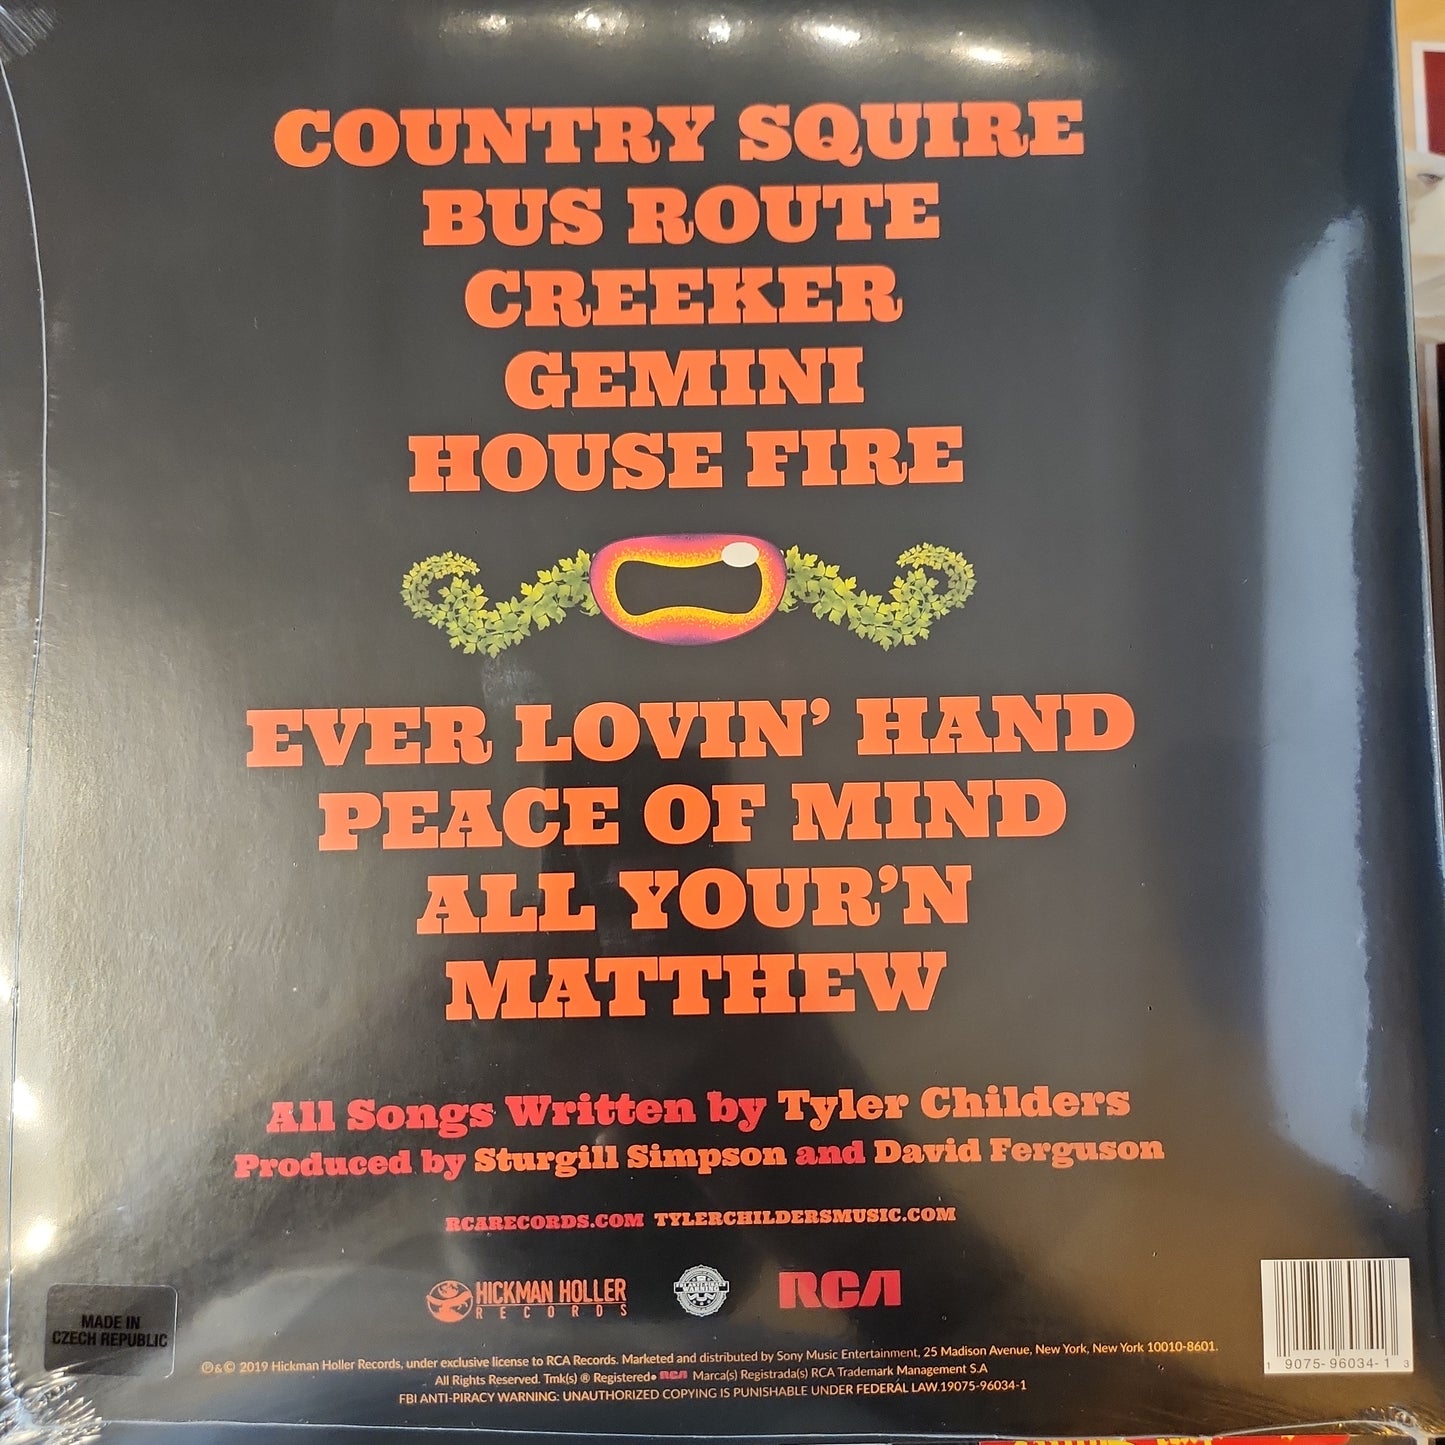 COUNTRY SQUIRE
BUS ROUTE
CREEKER
GEMINI
HOUSE FIRE
EVER LOVIN' HAND
PEACE OF MIND
ALL YOUR'N
MATTHEW
All Songs Written by Tyler Childers
Produced by Sturgill Simpson and David Ferguson
RCARECORDS.COM TYLERCHILDERSMUSIC.COM
HICKMAN HOLLER
RECORDS
FBI ANTI-PIRACY
WARNING
RCA
MADE IN
CZECH REPUBLIC
℗ & © 2019 Hickman Holler Records, under exclusive license to RCA Records. Marketed and distributed by Sony Music Entertainment, 25 Madison Avenue, New York, New York 10010-8601.
All Rights Reserved. Tmk(s) ® Registered• RCA Marca(s) Registrada(s) RCA Trademark Management S.A
FBI ANTI-PIRACY WARNING: UNAUTHORIZED COPYING IS PUNISHABLE UNDER FEDERAL LAW.19075-96034-1
1 9075-96034-1 3